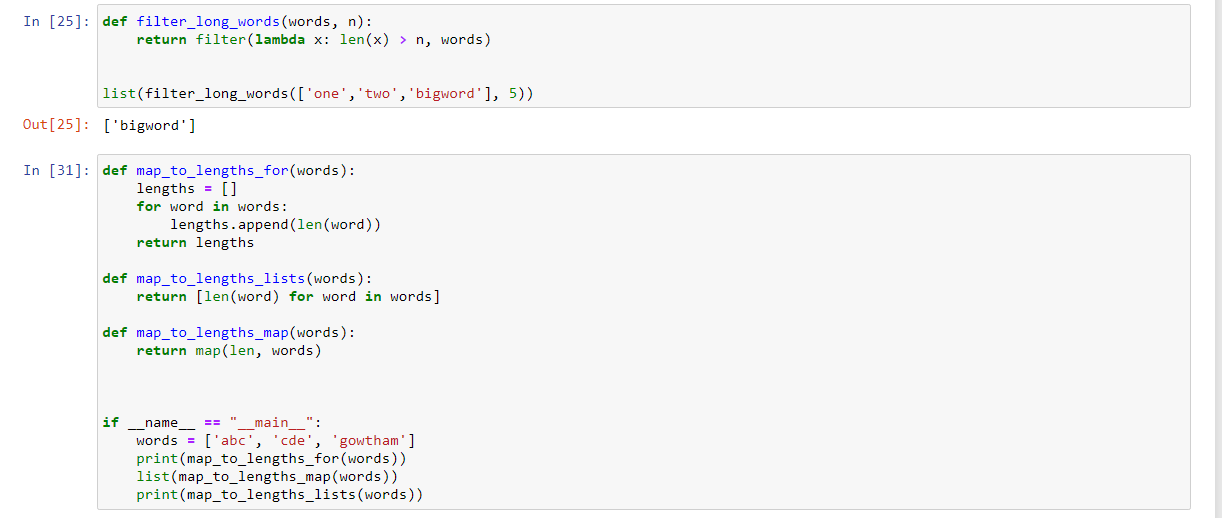 In [25]: def filter_long_words(words, n):
    return filter(lambda x: len(x) > n, words)
list(filter_long_words(['one','two','bigword'], 5))
Out[25]: ['bigword']
In [31]: def map_to_lengths_for(words):
    lengths = []
    for word in words:
        lengths.append(len(word))
    return lengths
def map_to_lengths_lists(words):
    return [len(word) for word in words]
def map_to_lengths_map(words):
    return map(len, words)
if __name__ == "__main__":
    words = ['abc', 'cde', 'gowtham']
    print(map_to_lengths_for(words))
    list(map_to_lengths_map(words))
    print(map_to_lengths_lists(words))